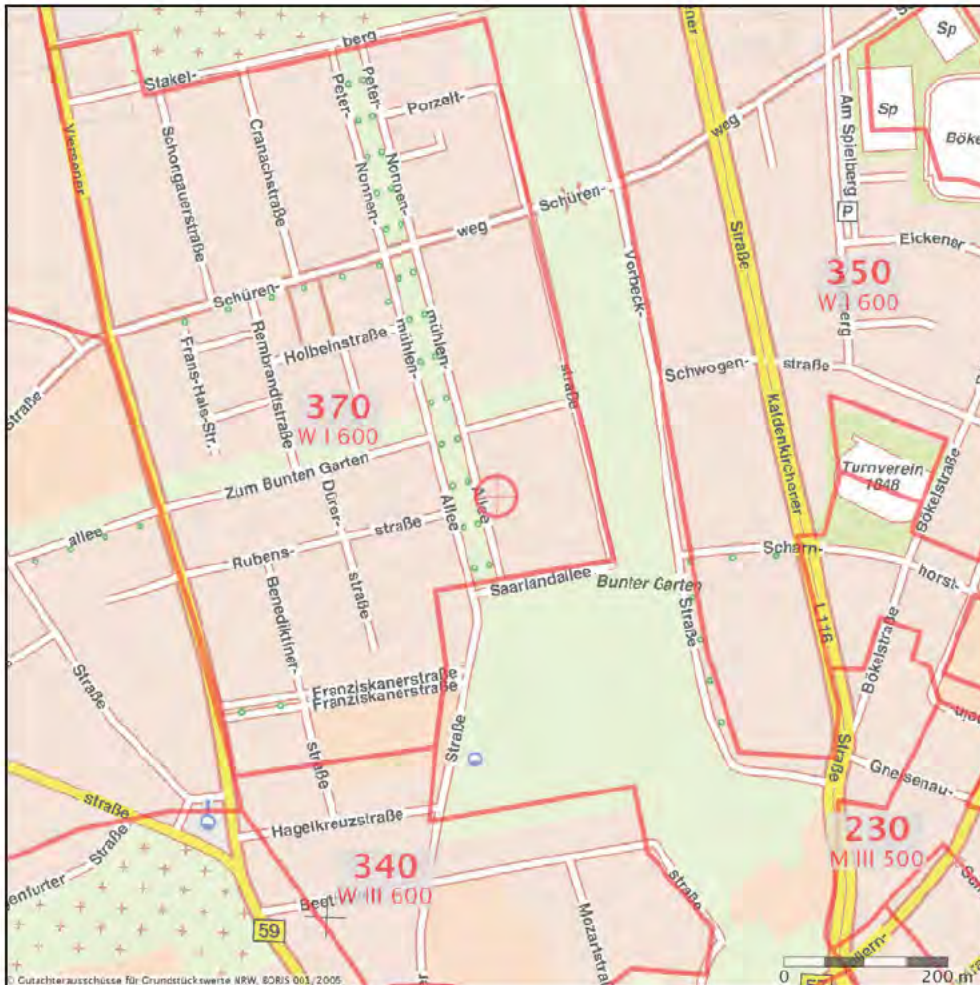 Stakel-
berg
Sp
Sp
Böke
Peter-
Peter-
Porzelt-
Viersener
Schongauerstraße
Cranachstraße
Nonnen-
Nonnen-
weg
Am Spielberg
P
Schüren-
weg
Eickener
Straße
Vorbeck-
350
W I 600
Schüren-
Holbeinstraße
mühlen-
mühlen-
Frans-Hals-Str.
Rembrandtstraße
straße
Schwogen-
straße
Straße
370
W I 600
Kaldenkirchener
Turnverein
1848
Bökelstraße
Zum Bunten Garten
Dürer-
Allee
Allee
allee
Rubens-
straße
Scharn-
horst-
Saarlandallee
Bunter Garten
Benediktiner-
straße
Straße
L 116
Bökelstraße
Franziskanerstraße
Franziskanerstraße
Straße
straße
Straße
Straße
Gneisenau-
straße
Straße
Hagelkreuzstraße
230
M III 500
340
W III 600
straße
enfurter
Beet
59
Mozartstra
llern-
0
200 m
© Gutachterausschüsse für Grundstückswerte NRW, BORIS 001/2005